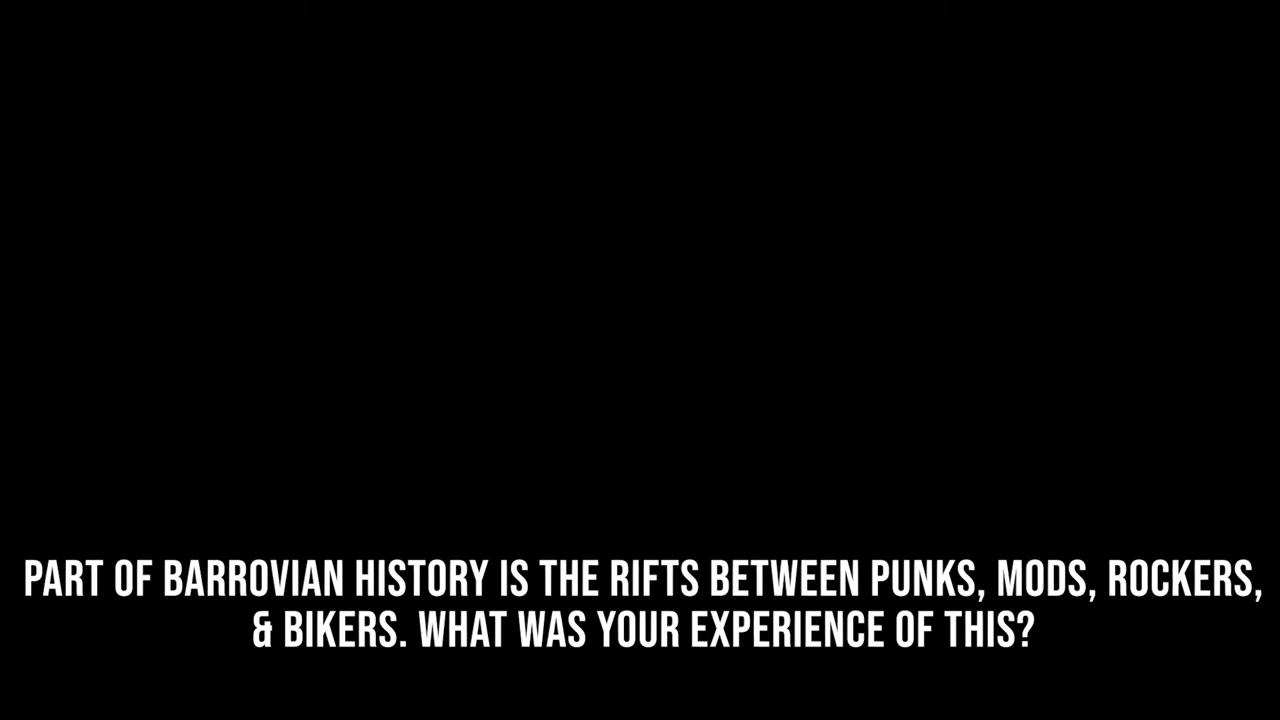 PART OF BARROVIAN HISTORY IS THE RIFTS BETWEEN PUNKS, MODS, ROCKERS,
& BIKERS. WHAT WAS YOUR EXPERIENCE OF THIS?